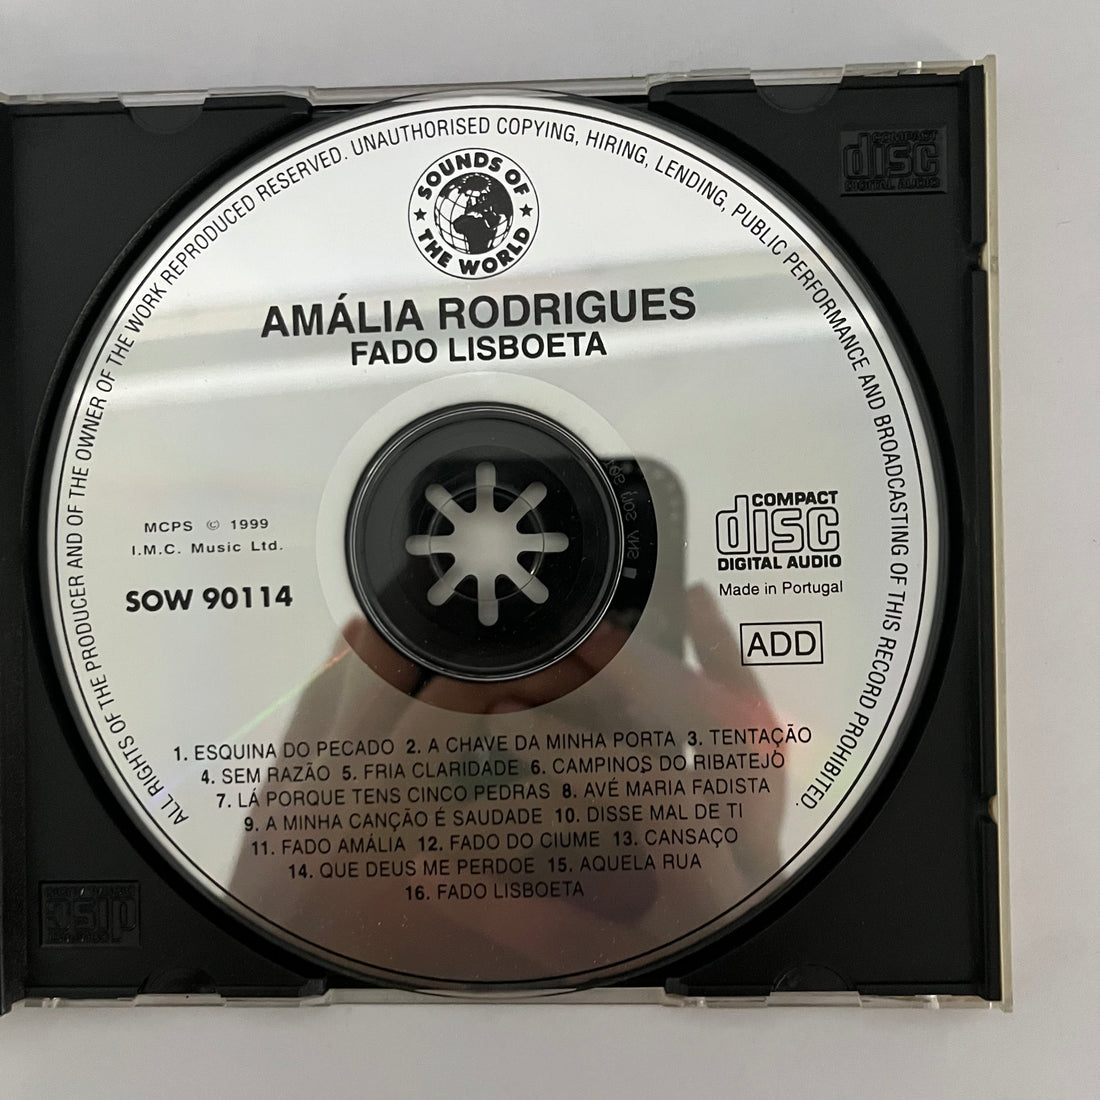 ALL RIGHTS OF THE PRODUCER AND OF THE OWNER OF THE WORK REPRODUCED RESERVED. UNAUTHORISED COPYING, HIRING, LENDING, PUBLIC PERFORMANCE AND BROADCASTING OF THIS RECORD PROHIBITED.
SOUNDS OF
THE WORLD
COMPACT
disc
DIGITAL AUDIO
AMÁLIA RODRIGUES
FADO LISBOETA
MCPS © 1999
I.M.C. Music Ltd.
SOW 90114
COMPACT
disc
DIGITAL AUDIO
Made in Portugal
ADD
1. ESQUINA DO PECADO 2. A CHAVE DA MINHA PORTA 3. TENTAÇÃO
4. SEM RAZÃO 5. FRIA CLARIDADE 6. CAMPINOS DO RIBATEJO
7. LÁ PORQUE TENS CINCO PEDRAS 8. AVÉ MARIA FADISTA
9. A MINHA CANÇÃO É SAUDADE 10. DISSE MAL DE TI
11. FADO AMÁLIA 12. FADO DO CIUME 13. CANSAÇO
14. QUE DEUS ME PERDOE 15. AQUELA RUA
16. FADO LISBOETA